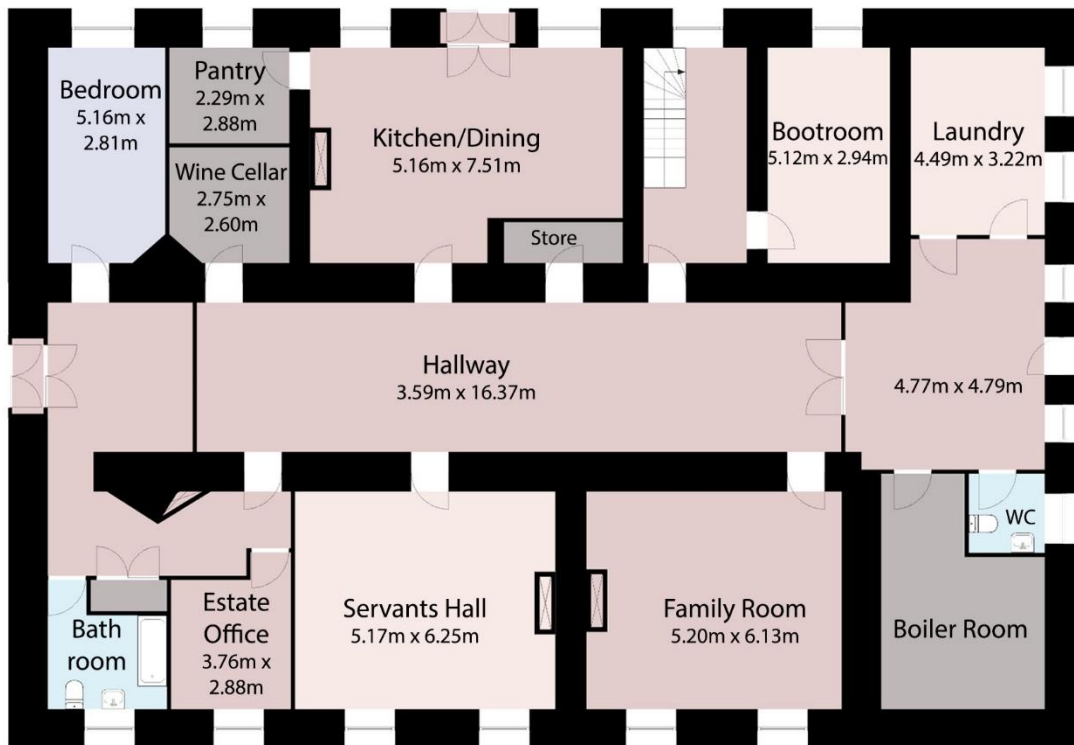 Bedroom
5.16m x
2.81m
Pantry
2.29m x
2.88m
Wine Cellar
2.75m x
2.60m
Kitchen/Dining
5.16m x 7.51m
Store
Bootroom
5.12m x 2.94m
Laundry
4.49m x 3.22m
Hallway
3.59m x 16.37m
4.77m x 4.79m
Bath
room
Estate
Office
3.76m x
2.88m
Servants Hall
5.17m x 6.25m
Family Room
5.20m x 6.13m
WC
Boiler Room